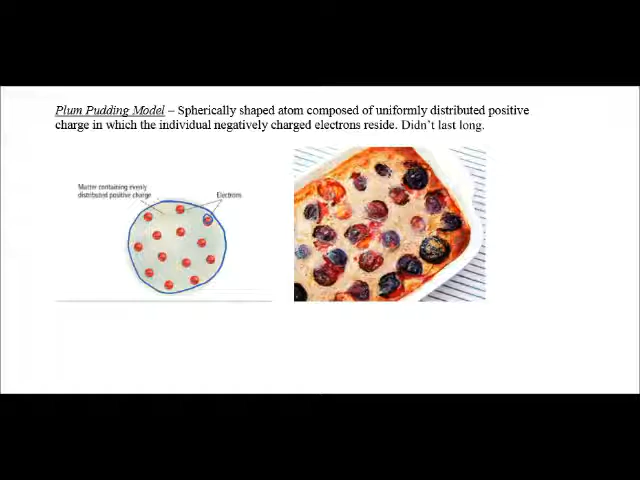 Plum Pudding Model – Spherically shaped atom composed of uniformly distributed positive
charge in which the individual negatively charged electrons reside. Didn't last long.
Matter containing evenly
distributed positive charge
Electrons